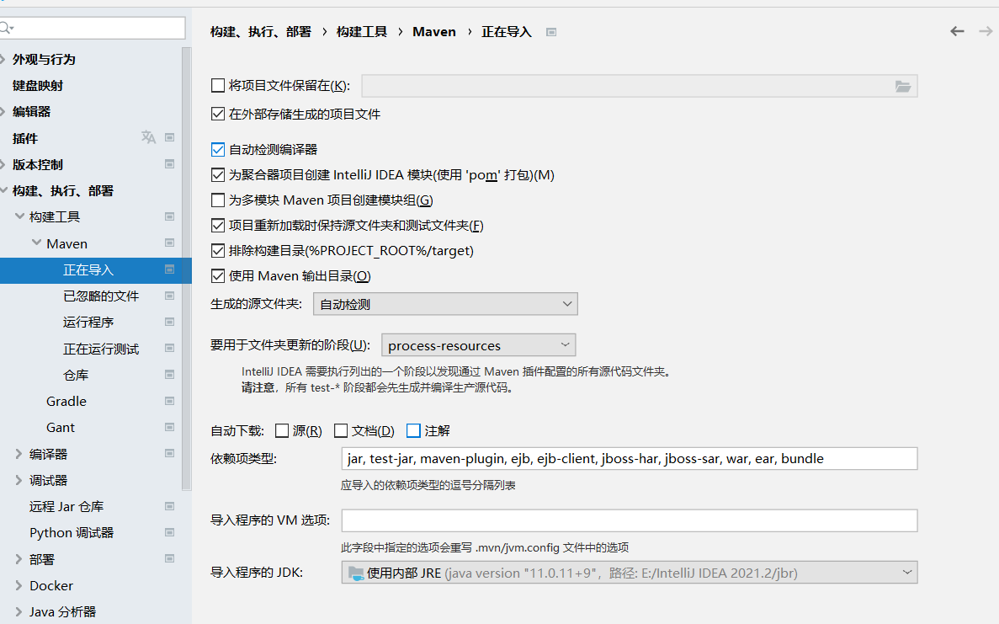 构建、执行、部署 › 构建工具 › Maven › 正在导入
外观与行为
键盘映射
编辑器
插件
版本控制
构建、执行、部署
构建工具
Maven
正在导入
已忽略的文件
运行程序
正在运行测试
仓库
Gradle
Gant
编译器
调试器
远程 Jar 仓库
Python 调试器
部署
Docker
Java 分析器
将项目文件保留在(K):
在外部存储生成的项目文件
自动检测编译器
为聚合器项目创建 IntelliJ IDEA 模块(使用 'pom' 打包)(M)
为多模块 Maven 项目创建模块组(G)
项目重新加载时保持源文件夹和测试文件夹(F)
排除构建目录(%PROJECT_ROOT%/target)
使用 Maven 输出目录(O)
生成的源文件夹: 自动检测
要用于文件夹更新的阶段(U): process-resources
IntelliJ IDEA 需要执行列出的一个阶段以发现通过 Maven 插件配置的所有源代码文件夹。
请注意，所有 test-* 阶段都会先生成并编译生产源代码。
自动下载: 源(R) 文档(D) 注解
依赖项类型: jar, test-jar, maven-plugin, ejb, ejb-client, jboss-har, jboss-sar, war, ear, bundle
应导入的依赖项类型的逗号分隔列表
导入程序的 VM 选项:
此字段中指定的选项会重写 .mvn/jvm.config 文件中的选项
导入程序的 JDK: 使用内部 JRE (java version "11.0.11+9"，路径: E:/IntelliJ IDEA 2021.2/jbr)